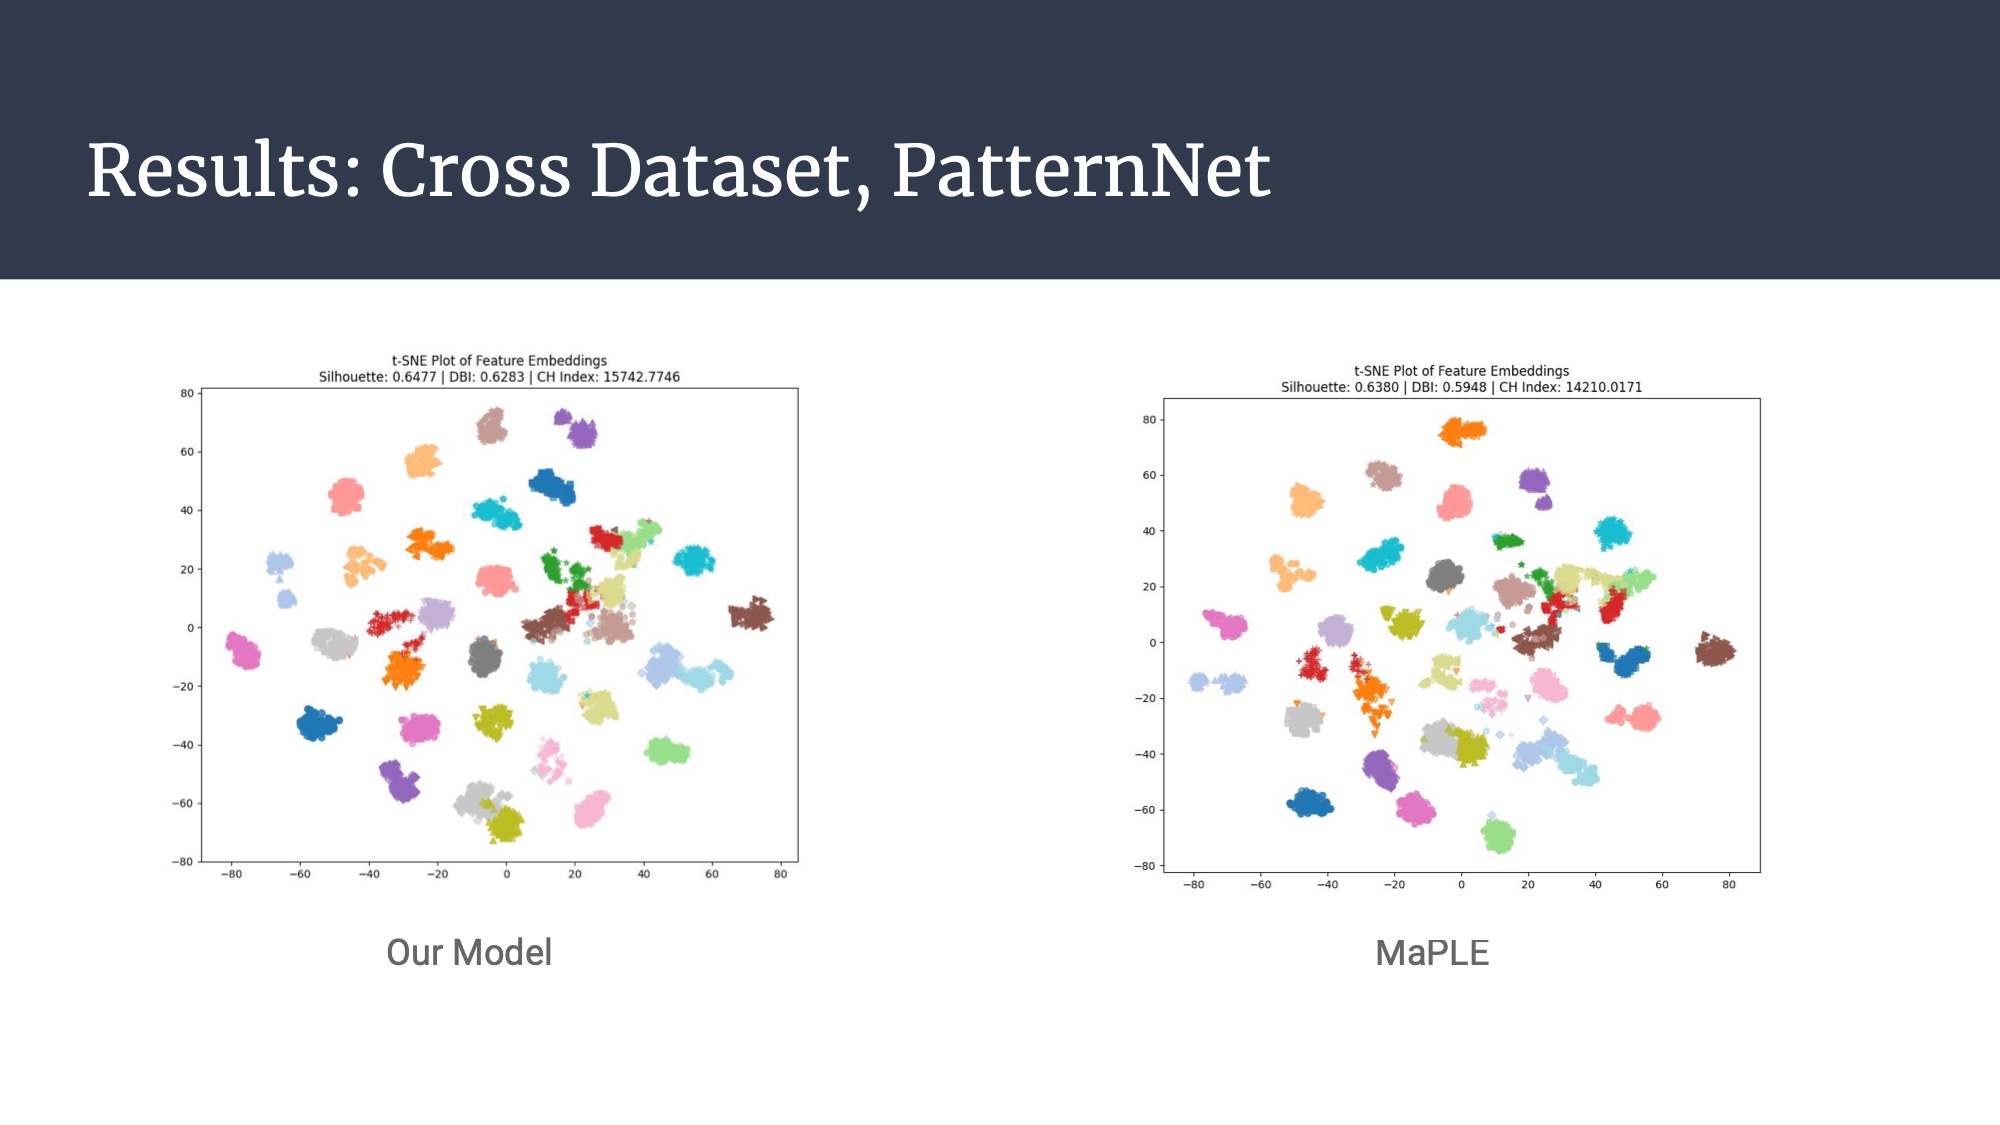 Results: Cross Dataset, PatternNet
t-SNE Plot of Feature Embeddings
Silhouette: 0.6477 | DBI: 0.6283 | CH Index: 15742.7746
80
60
40
20
0
−20
−40
−60
−80
−80 −60 −40 −20 0 20 40 60 80
Our Model
t-SNE Plot of Feature Embeddings
Silhouette: 0.6380 | DBI: 0.5948 | CH Index: 14210.0171
80
60
40
20
0
−20
−40
−60
−80
−80 −60 −40 −20 0 20 40 60 80
MaPLE